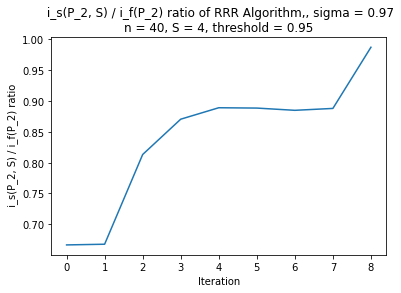 i_s(P_2, S) / i_f(P_2) ratio of RRR Algorithm,, sigma = 0.97
n = 40, S = 4, threshold = 0.95
i_s(P_2, S) / i_f(P_2) ratio
1.00
0.95
0.90
0.85
0.80
0.75
0.70
0 1 2 3 4 5 6 7 8
Iteration